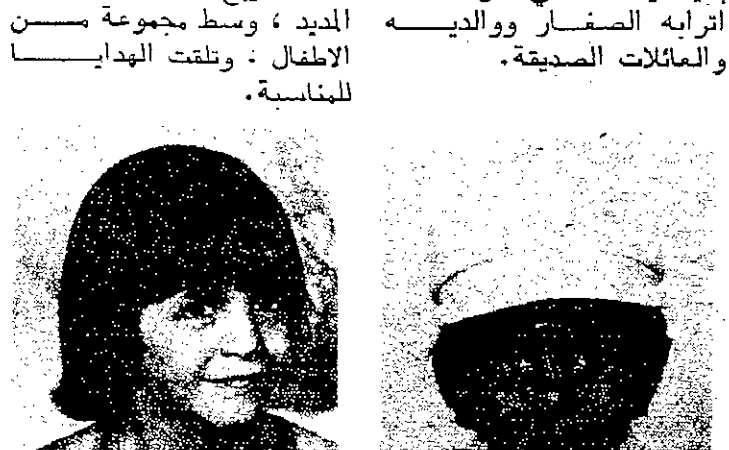 اترابه الصغار ووالديه
والعائلات الصديقة.
المديد ، وسط مجموعة من
الاطفال . وتلقت الهدايا
للمناسبة.